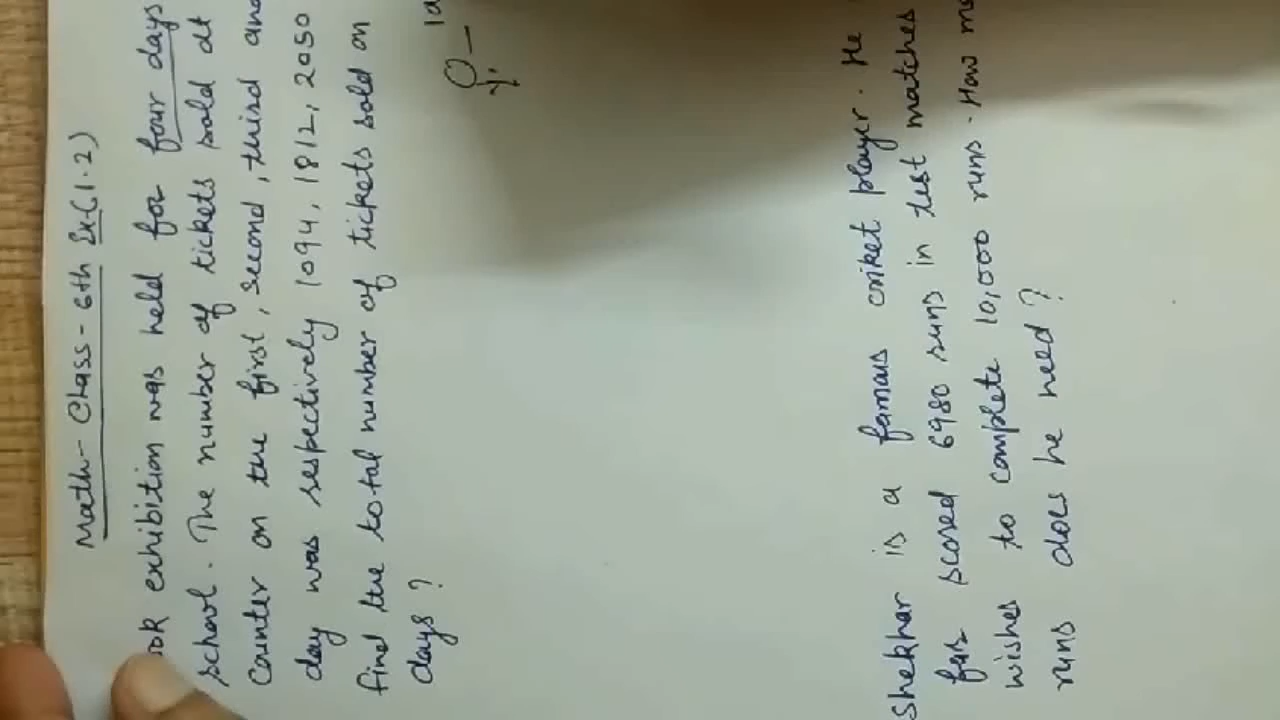 Math - Class - 6th Ex(1.2)
ook exhibition was held for four days
school. The number of tickets sold at
Counter on the first, second, third and
day was respectively 1094, 1812, 2050
find the total number of tickets sold on
days?
Shekhar is a famous criket player. He
far scored 6980 runs in test matches
wishes to complete 10,000 runs. How m
runs does he need?